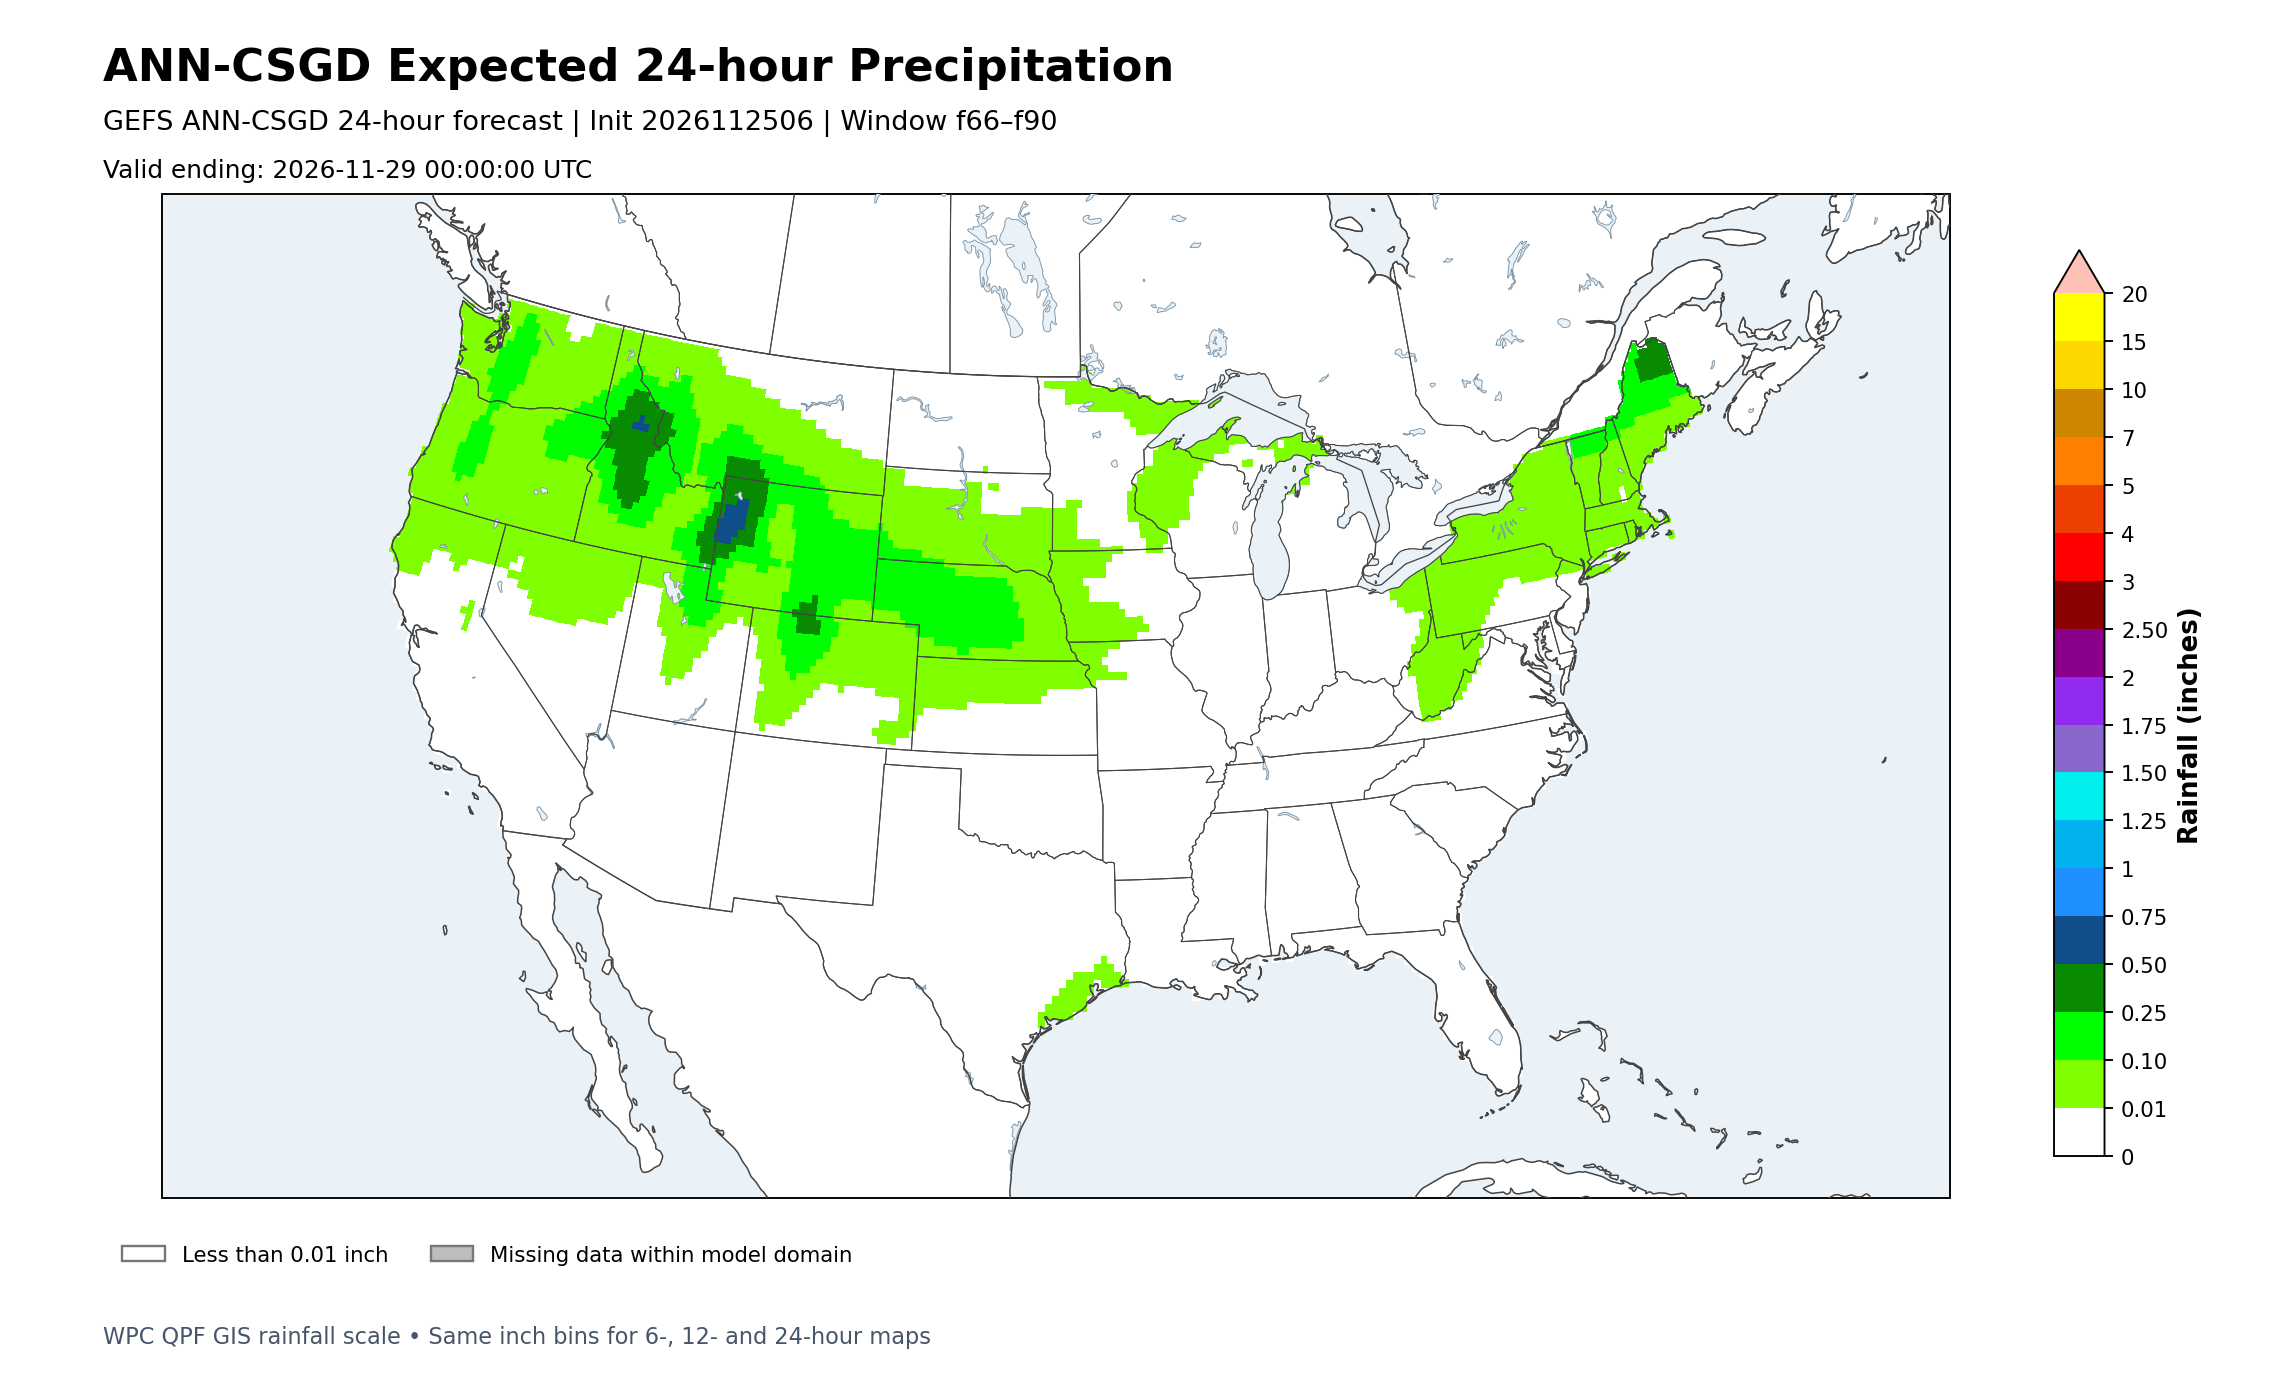 ANN-CSGD Expected 24-hour Precipitation
GEFS ANN-CSGD 24-hour forecast | Init 2026112506 | Window f66–f90
Valid ending: 2026-11-29 00:00:00 UTC
20
15
10
7
5
4
3
2.50
2
1.75
1.50
1.25
1
0.75
0.50
0.25
0.10
0.01
0
Rainfall (inches)
Less than 0.01 inch
Missing data within model domain
WPC QPF GIS rainfall scale • Same inch bins for 6-, 12- and 24-hour maps